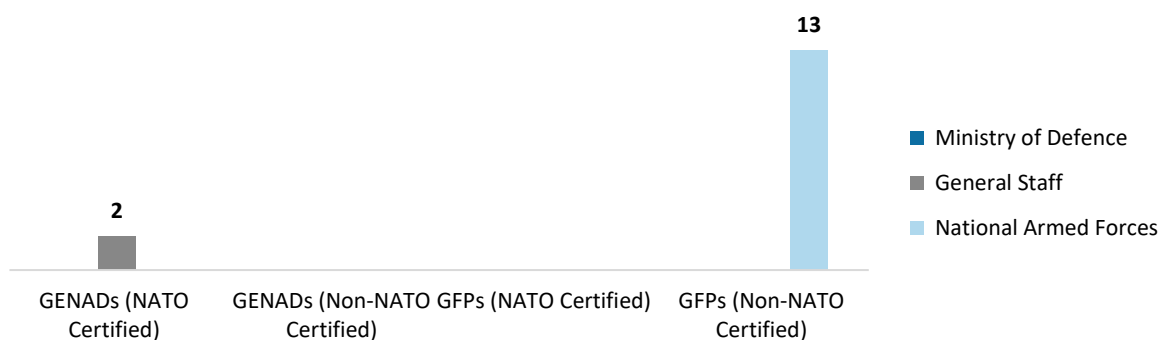 13
2
Ministry of Defence
General Staff
National Armed Forces
GENADs (NATO
Certified)
GENADs (Non-NATO
Certified)
GFPs (NATO Certified)
GFPs (Non-NATO
Certified)